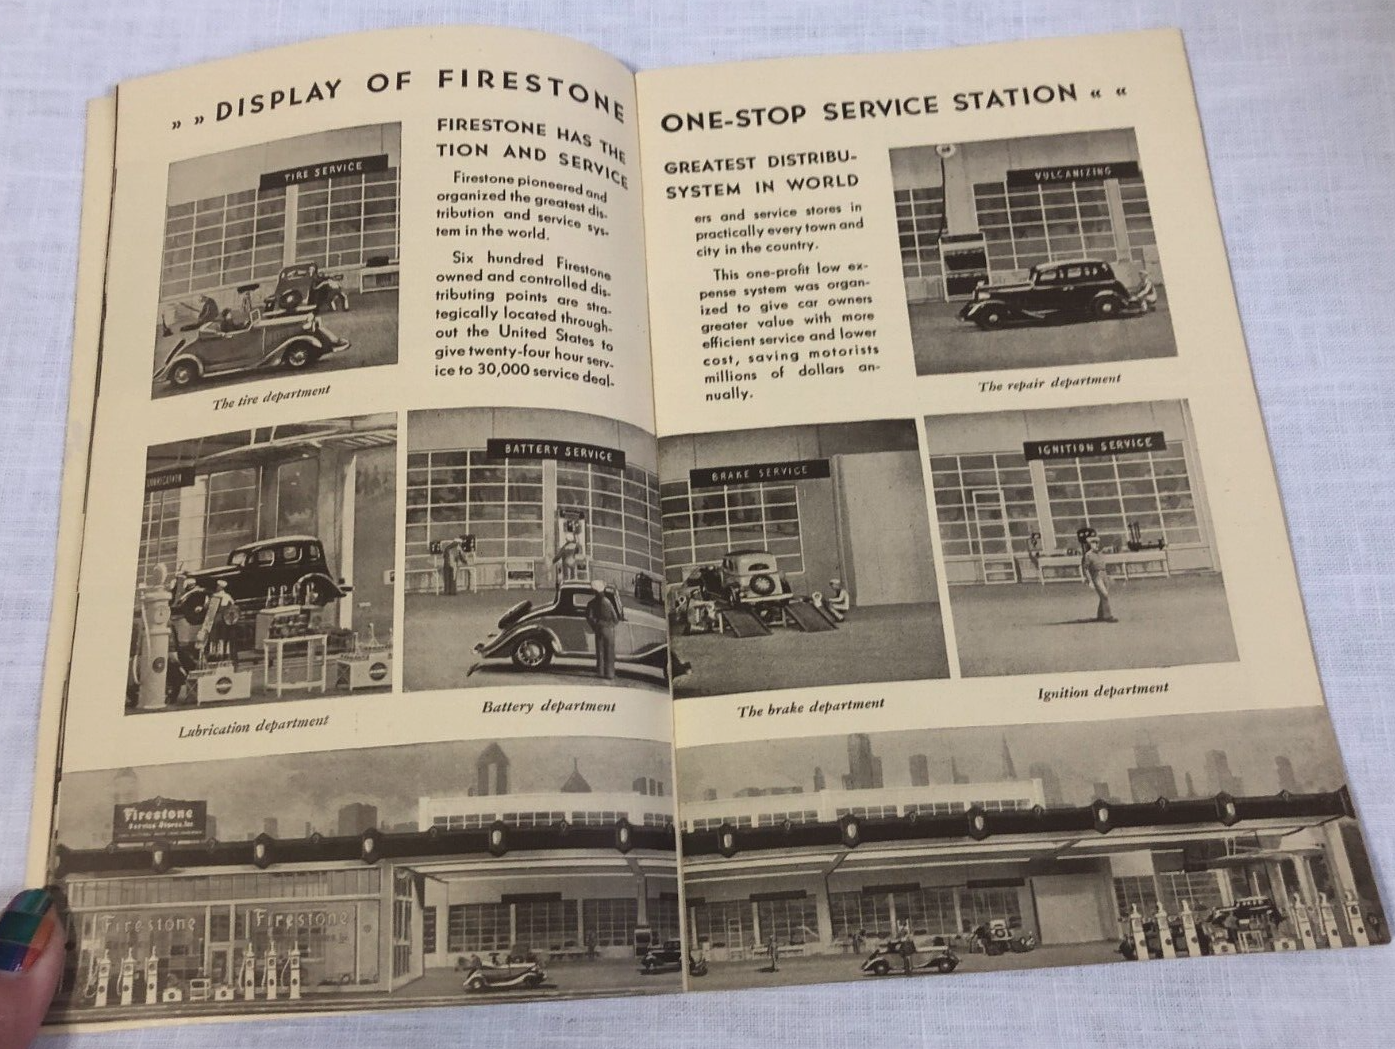 » » DISPLAY OF FIRESTONE
ONE-STOP SERVICE STATION « «
TIRE SERVICE
The tire department
FIRESTONE HAS THE
TION AND SERVICE
Firestone pioneered and
organized the greatest dis-
tribution and service sys-
tem in the world.
Six hundred Firestone
owned and controlled dis-
tributing points are stra-
tegically located through-
out the United States to
give twenty-four hour serv-
ice to 30,000 service deal-
GREATEST DISTRIBU-
SYSTEM IN WORLD
ers and service stores in
practically every town and
city in the country.
This one-profit low ex-
pense system was organ-
ized to give car owners
greater value with more
efficient service and lower
cost, saving motorists
millions of dollars an-
nually.
VULCANIZING
The repair department
LUBRICATION
Lubrication department
BATTERY SERVICE
Battery department
BRAKE SERVICE
The brake department
IGNITION SERVICE
Ignition department
Firestone
Service Stores, Inc
Firestone
Firestone